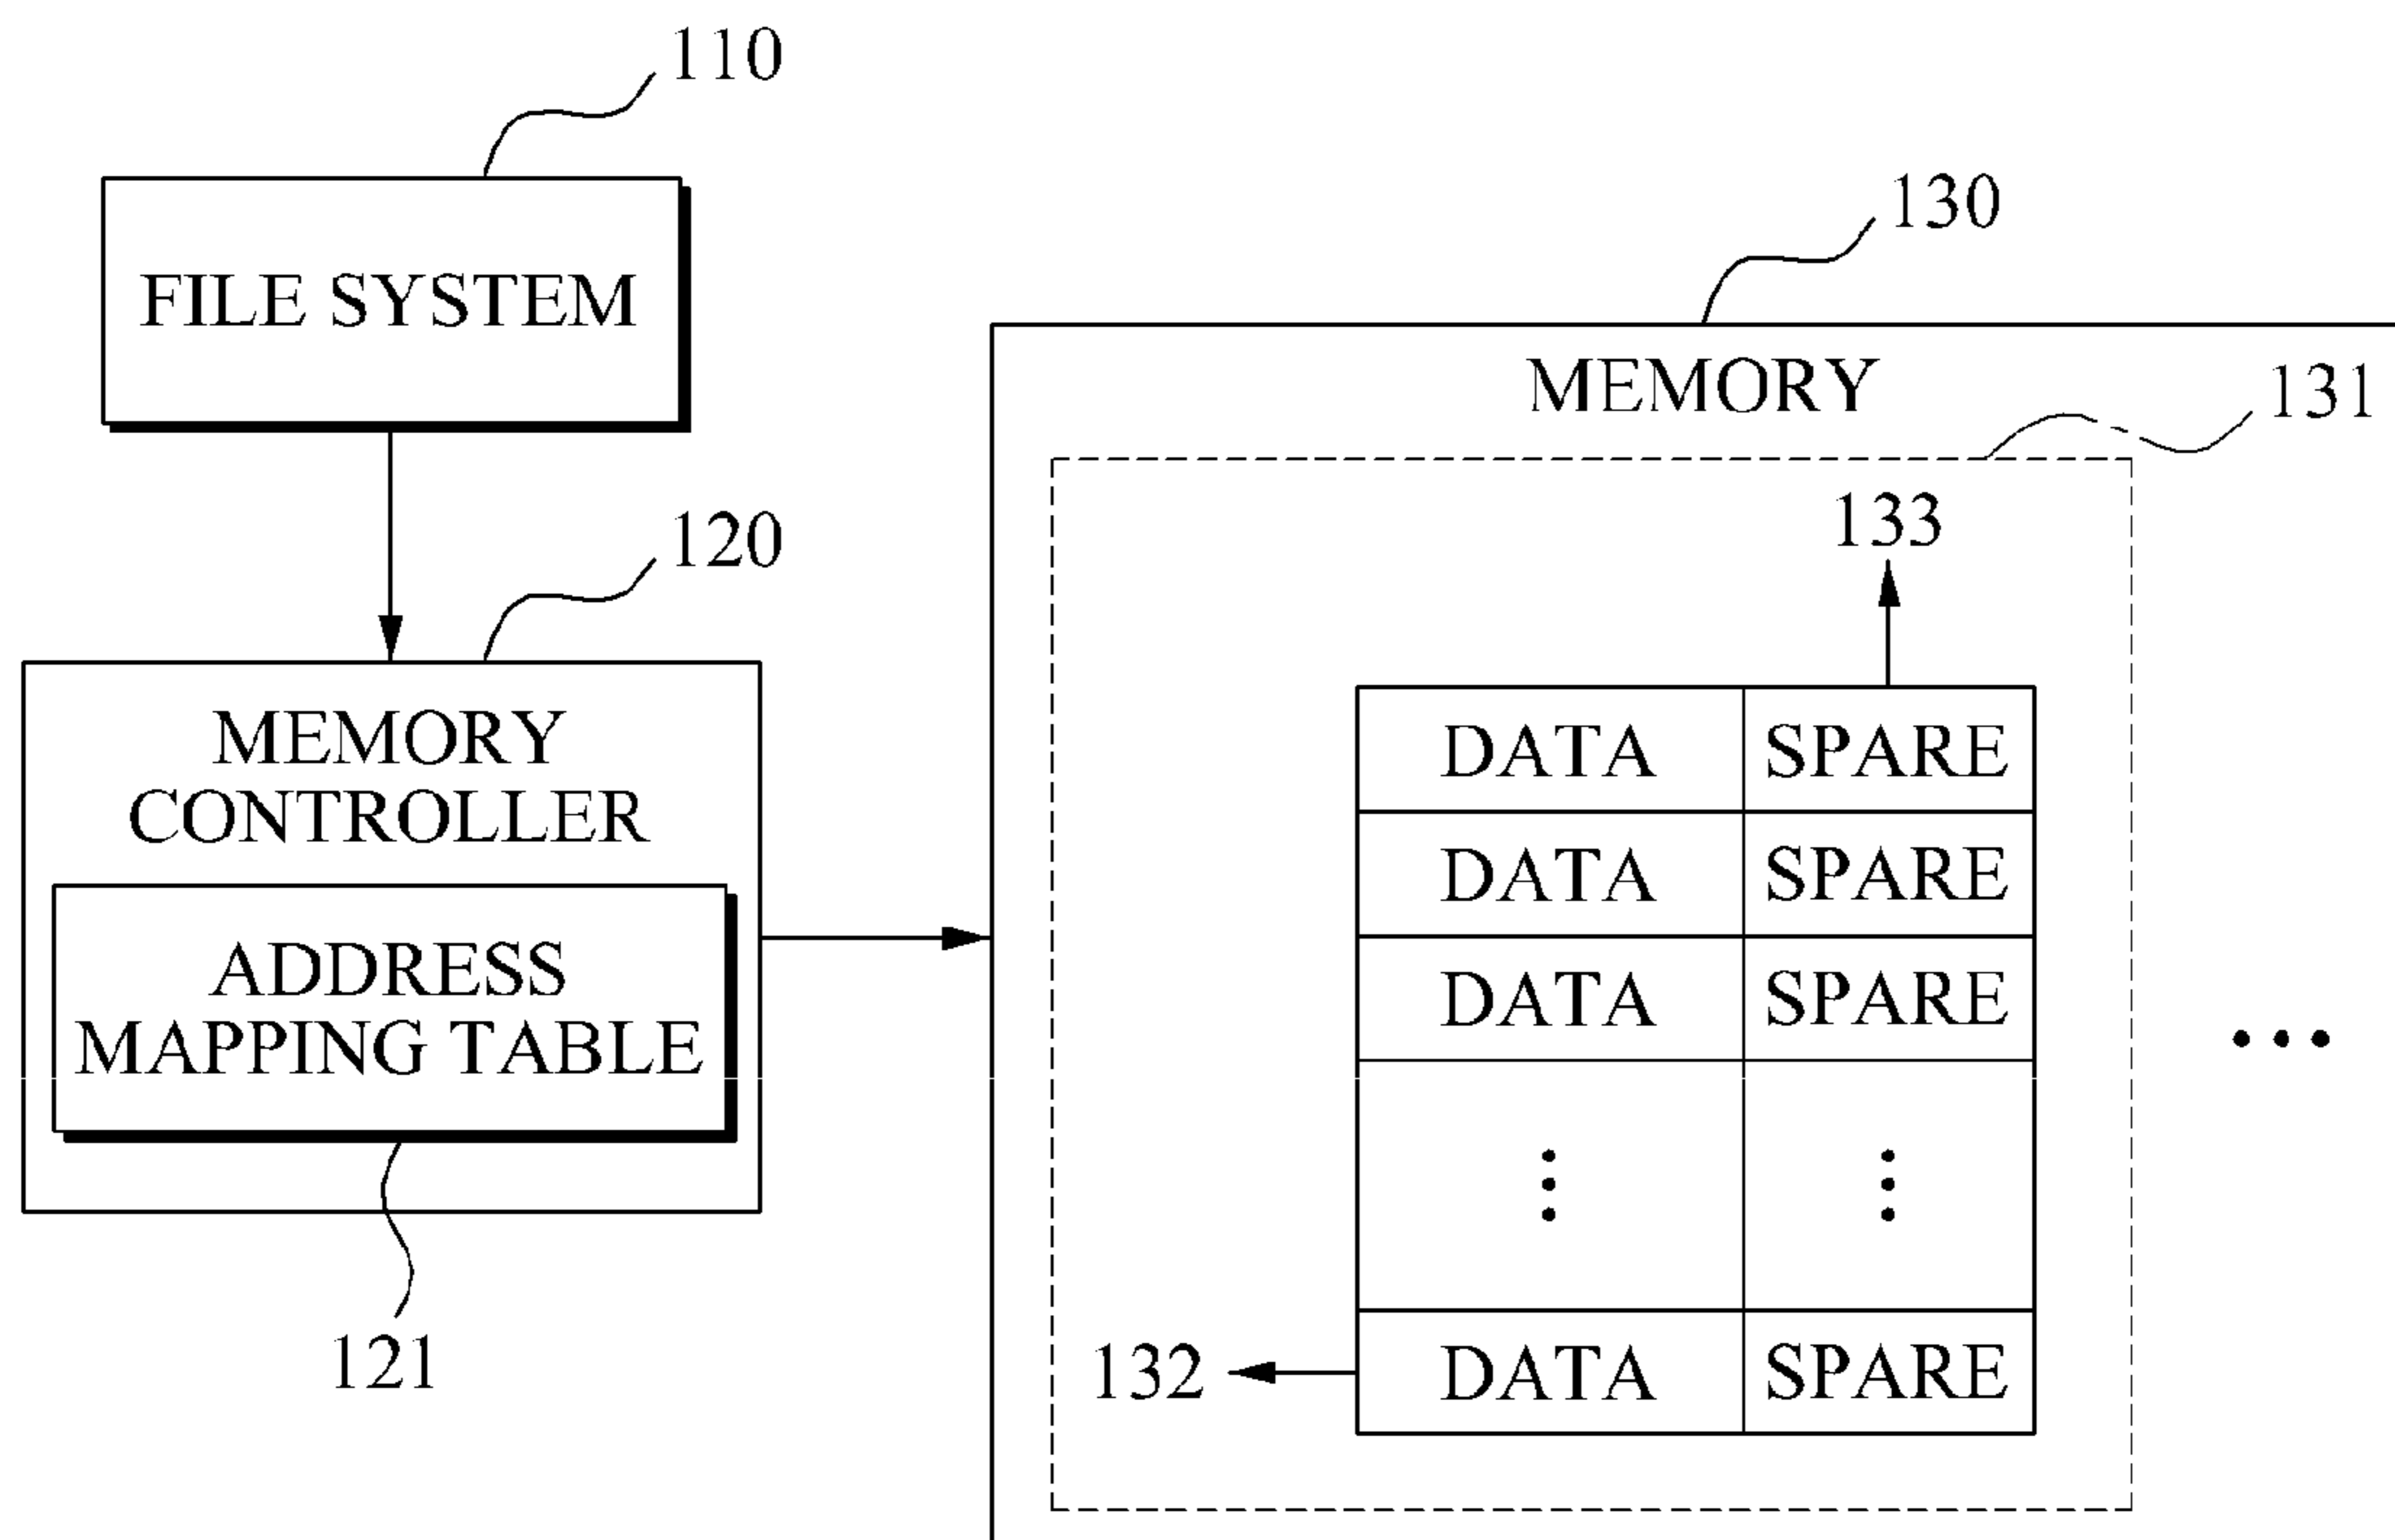 110
FILE SYSTEM
120
MEMORY
CONTROLLER
ADDRESS
MAPPING TABLE
121
130
MEMORY
131
133
DATA SPARE
DATA SPARE
DATA SPARE
132
DATA SPARE